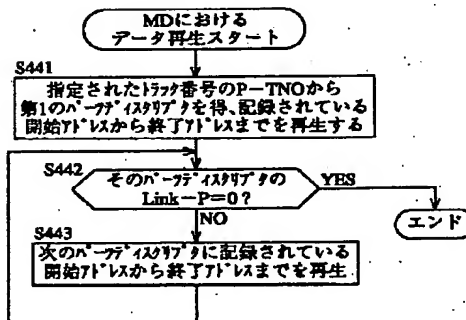 MDにおける
データ再生スタート
S441
指定されたトラック番号のP-TNOから
第1のパーツディスクリプタを得、記録されている
開始アドレスから終了アドレスまでを再生する
S442
そのパーツディスクリプタの
Link-P=0?
YES
エンド
NO
S443
次のパーツディスクリプタに記録されている
開始アドレスから終了アドレスまでを再生